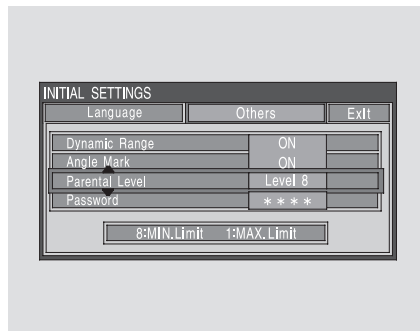 INITIAL SETTINGS
Language Others Exit
Dynamic Range ON
Angle Mark ON
Parental Level Level 8
Password ****
8:MIN.Limit 1:MAX.Limit